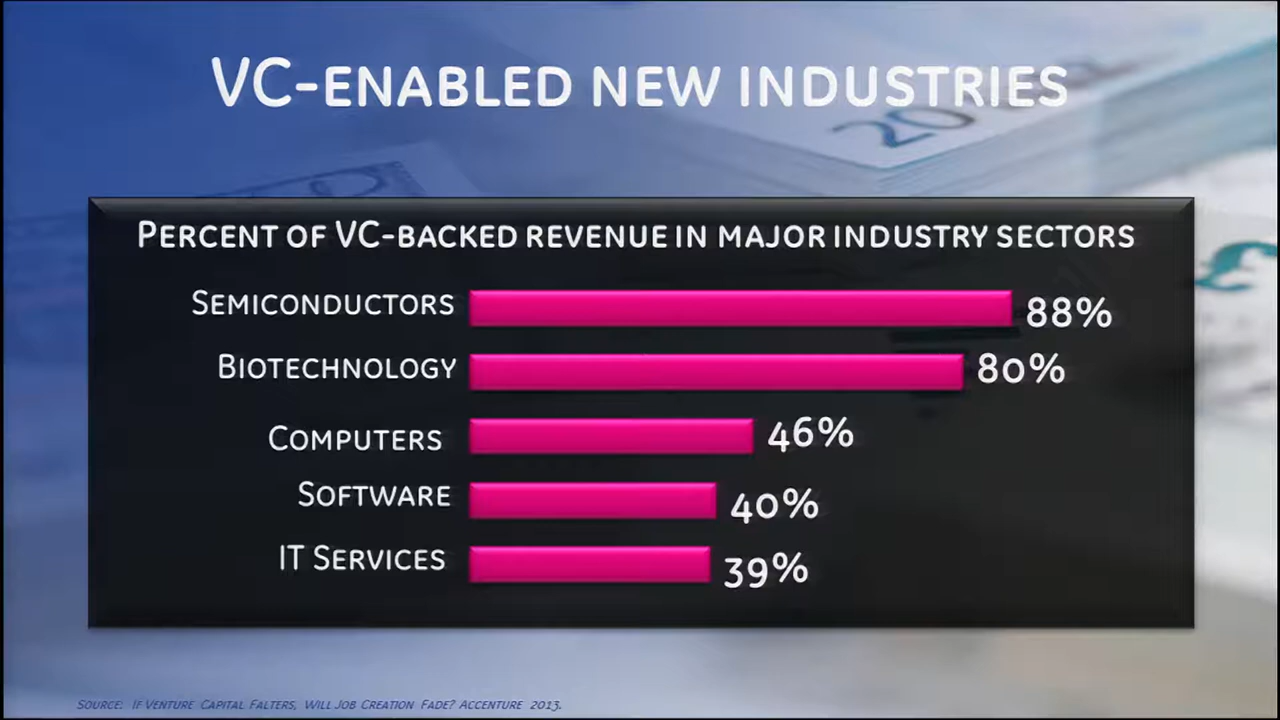 VC-ENABLED NEW INDUSTRIES
20
PERCENT OF VC-BACKED REVENUE IN MAJOR INDUSTRY SECTORS
SEMICONDUCTORS 88%
BIOTECHNOLOGY 80%
COMPUTERS 46%
SOFTWARE 40%
IT SERVICES 39%
SOURCE: IF VENTURE CAPITAL FALTERS, WILL JOB CREATION FADE? ACCENTURE 2013.